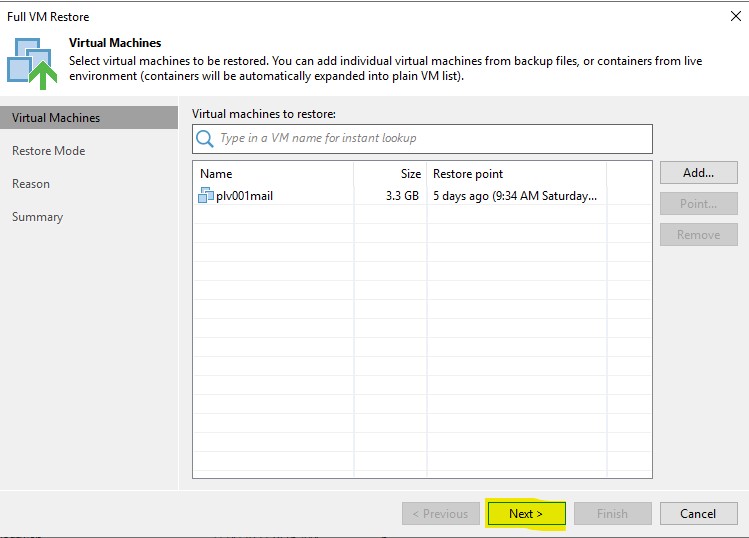 Full VM Restore
Virtual Machines
Select virtual machines to be restored. You can add individual virtual machines from backup files, or containers from live
environment (containers will be automatically expanded into plain VM list).
Virtual Machines
Restore Mode
Reason
Summary
Virtual machines to restore:
Type in a VM name for instant lookup
Name Size Restore point
plv001mail 3.3 GB 5 days ago (9:34 AM Saturday...
Add...
Point...
Remove
< Previous Next > Finish Cancel